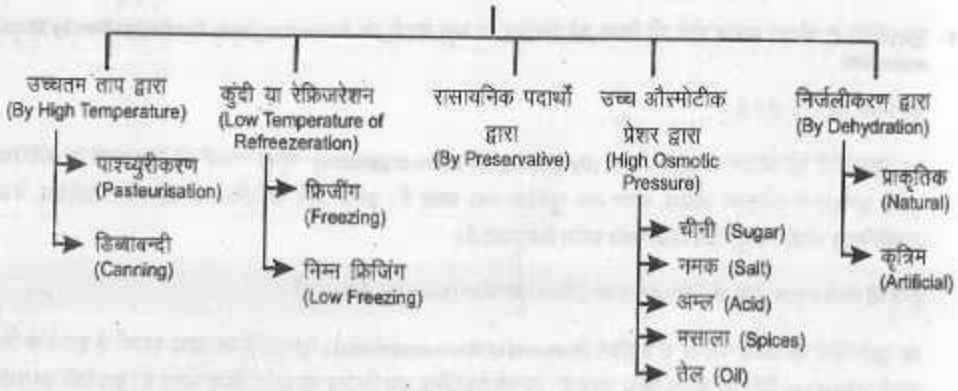 उच्चतम ताप द्वारा
(By High Temperature)
पारच्युरीकरण
(Pasteurisation)
डिब्बाबन्दी
(Canning)
कुंदी या रेफ्रिजरेशन
(Low Temperature of
Refreezeration)
फ्रिजींग
(Freezing)
निम्न फ्रिजिंग
(Low Freezing)
रासायनिक पदार्थों
द्वारा
(By Preservative)
उच्च औस्मोटीक
प्रेशर द्वारा
(High Osmotic
Pressure)
चीनी (Sugar)
नमक (Salt)
अम्ल (Acid)
मसाला (Spices)
तेल (Oil)
निर्जलीकरण द्वारा
(By Dehydration)
प्राकृतिक
(Natural)
कृत्रिम
(Artificial)